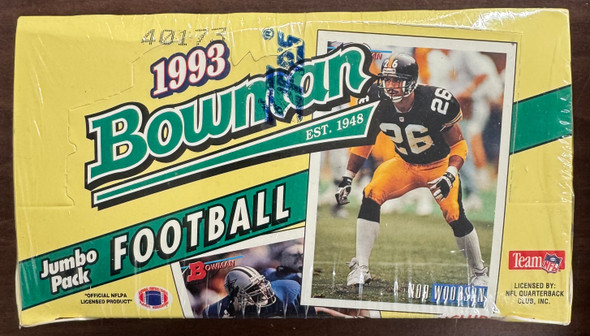 40173
1993
Bowman®
EST. 1948
26
26
Jumbo
Pack
FOOTBALL
BOWMAN
ROD WOODSON
"OFFICIAL NFLPA
LICENSED PRODUCT"
Team NFL
LICENSED BY:
NFL QUARTERBACK
CLUB, INC.